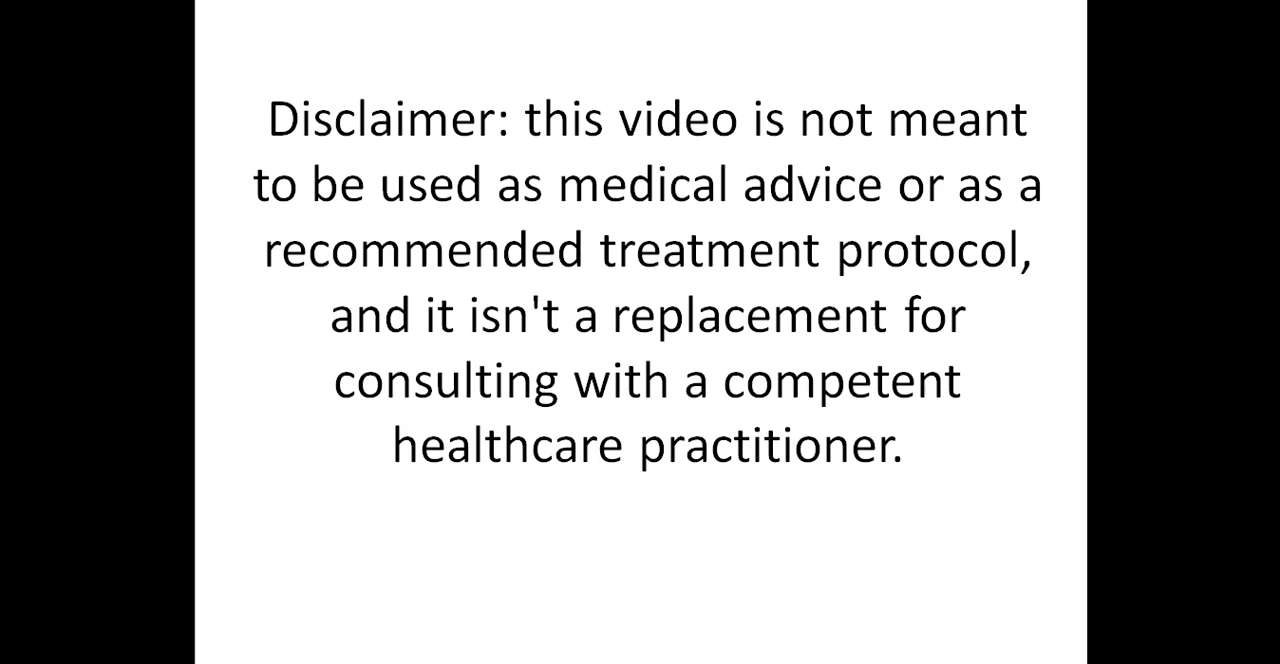 Disclaimer: this video is not meant
to be used as medical advice or as a
recommended treatment protocol,
and it isn't a replacement for
consulting with a competent
healthcare practitioner.